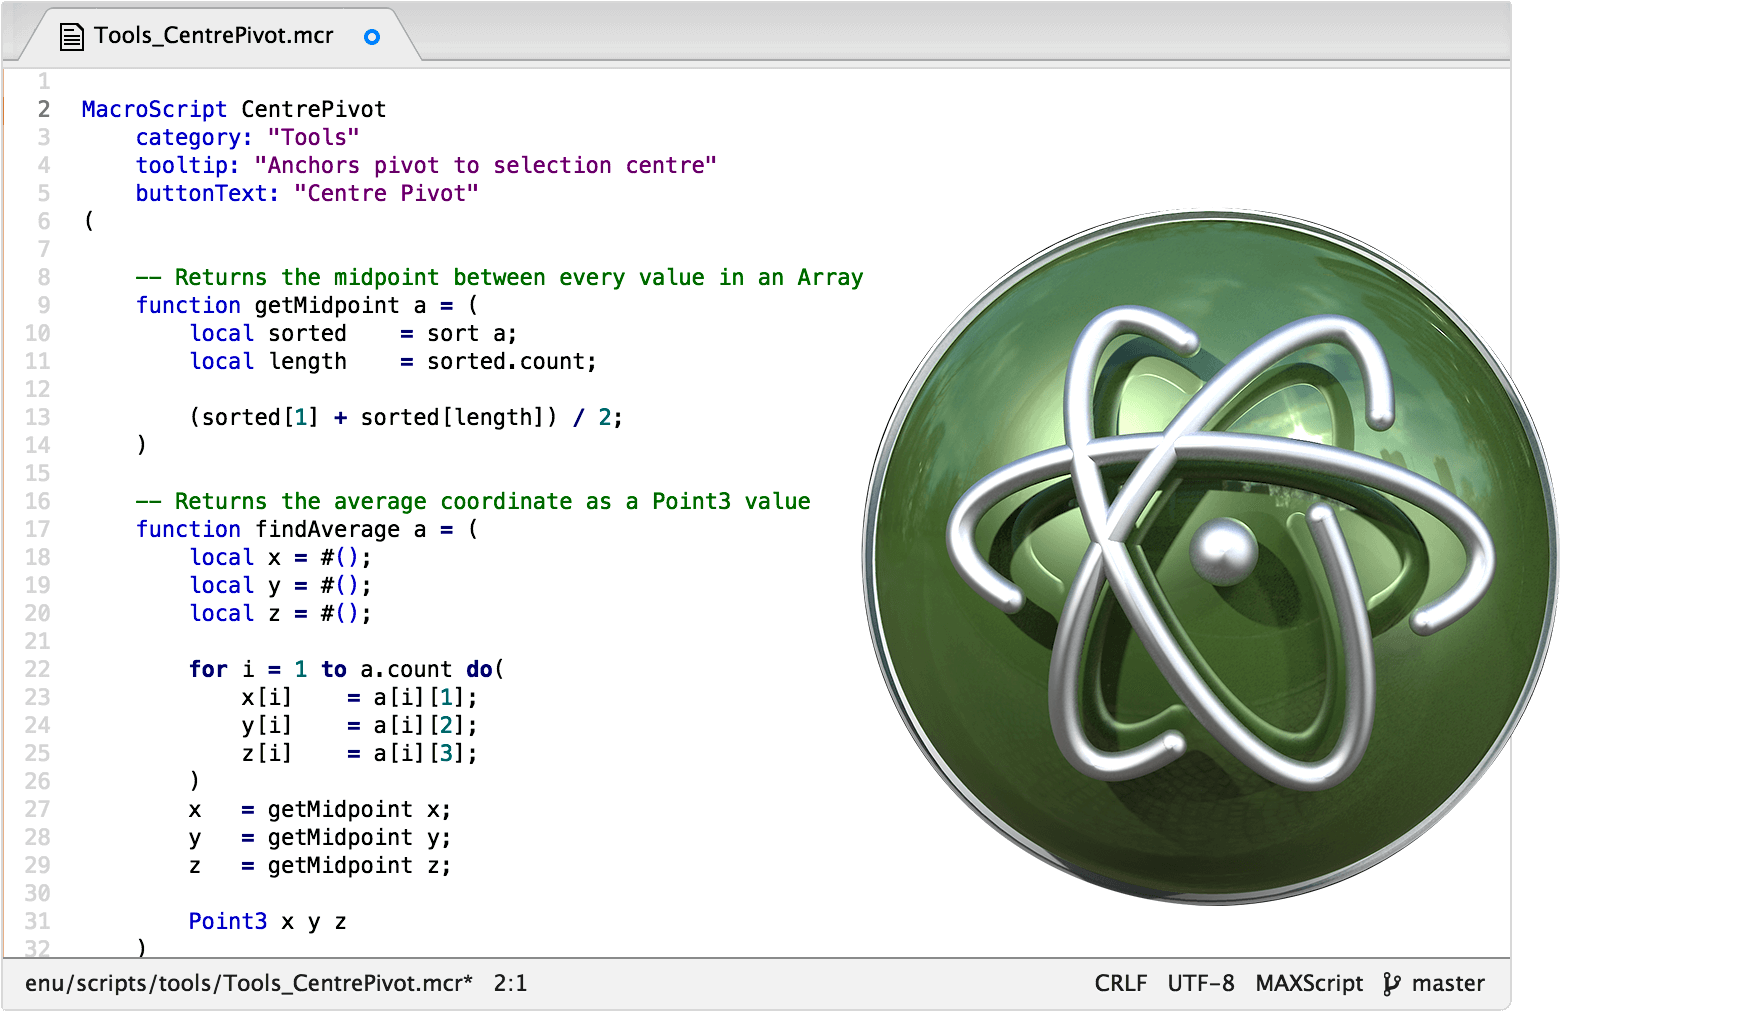 Tools_CentrePivot.mcr
1
2 MacroScript CentrePivot
3 category: "Tools"
4 tooltip: "Anchors pivot to selection centre"
5 buttonText: "Centre Pivot"
6 (
7
8 -- Returns the midpoint between every value in an Array
9 function getMidpoint a = (
10 local sorted = sort a;
11 local length = sorted.count;
12
13 (sorted[1] + sorted[length]) / 2;
14 )
15
16 -- Returns the average coordinate as a Point3 value
17 function findAverage a = (
18 local x = #();
19 local y = #();
20 local z = #();
21
22 for i = 1 to a.count do(
23 x[i] = a[i][1];
24 y[i] = a[i][2];
25 z[i] = a[i][3];
26 )
27 x = getMidpoint x;
28 y = getMidpoint y;
29 z = getMidpoint z;
30
31 Point3 x y z
32 )
enu/scripts/tools/Tools_CentrePivot.mcr* 2:1 CRLF UTF-8 MAXScript master